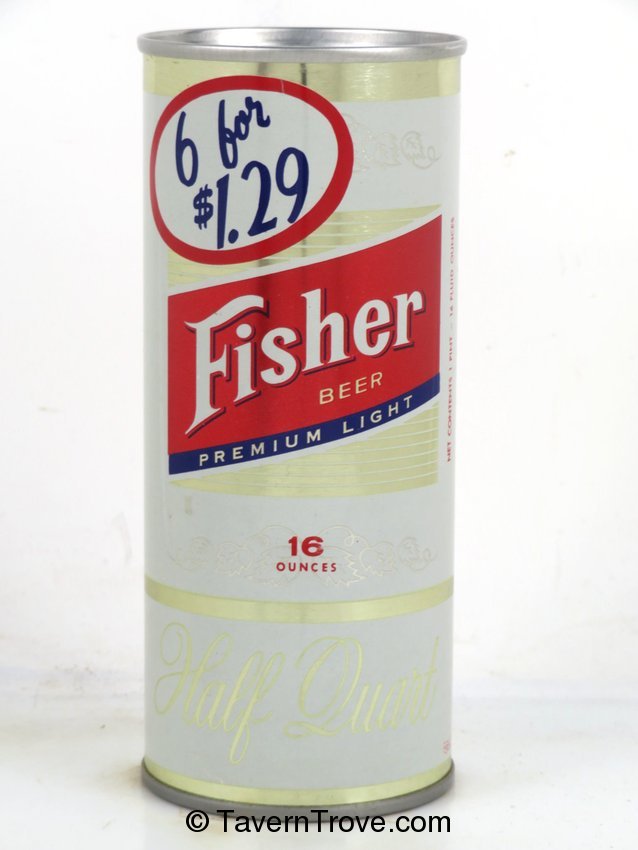 6 for
$1.29
Fisher
BEER
PREMIUM LIGHT
NET CONTENTS 1 PINT - 16 FLUID OUNCES
16
OUNCES
Half Quart
© TavernTrove.com